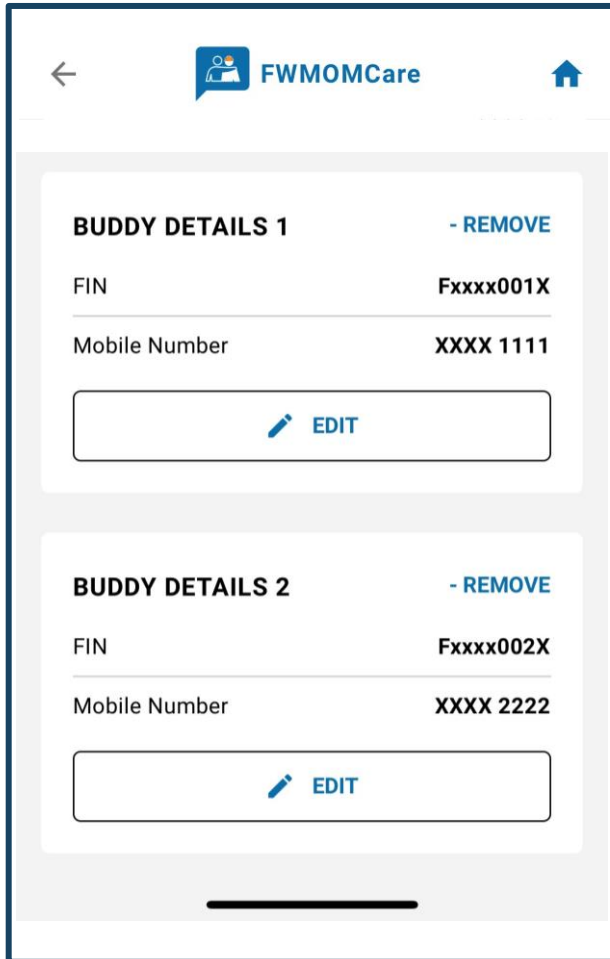 FWMOMCare
BUDDY DETAILS 1 - REMOVE
FIN Fxxxx001X
Mobile Number XXXX 1111
EDIT
BUDDY DETAILS 2 - REMOVE
FIN Fxxxx002X
Mobile Number XXXX 2222
EDIT